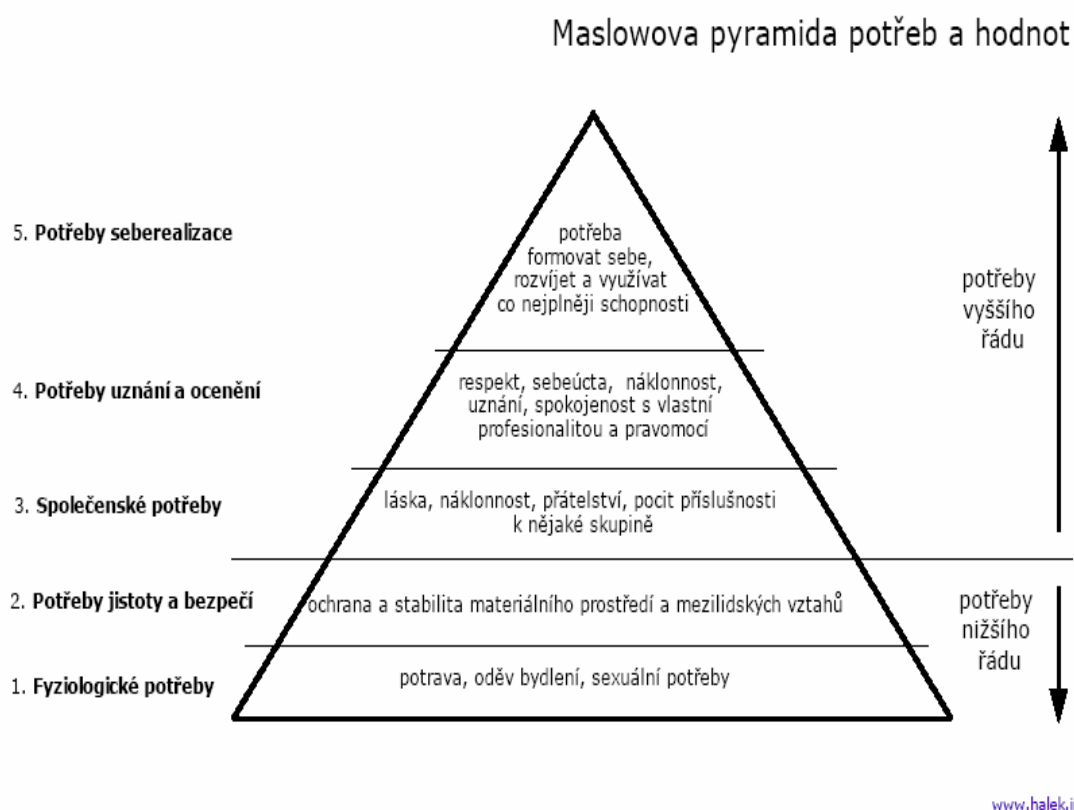 Maslowova pyramida potřeb a hodnot
5. Potřeby seberealizace
potřeba
formovat sebe,
rozvíjet a využívat
co nejplněji schopnosti
potřeby
vyššího
řádu
4. Potřeby uznání a ocenění
respekt, sebeúcta, náklonnost,
uznání, spokojenost s vlastní
profesionalitou a pravomocí
3. Společenské potřeby
láska, náklonnost, přátelství, pocit příslušnosti
k nějaké skupině
2. Potřeby jistoty a bezpečí
ochrana a stabilita materiálního prostředí a mezilidských vztahů
potřeby
nižšího
řádu
1. Fyziologické potřeby
potrava, oděv bydlení, sexuální potřeby
www.halek.i